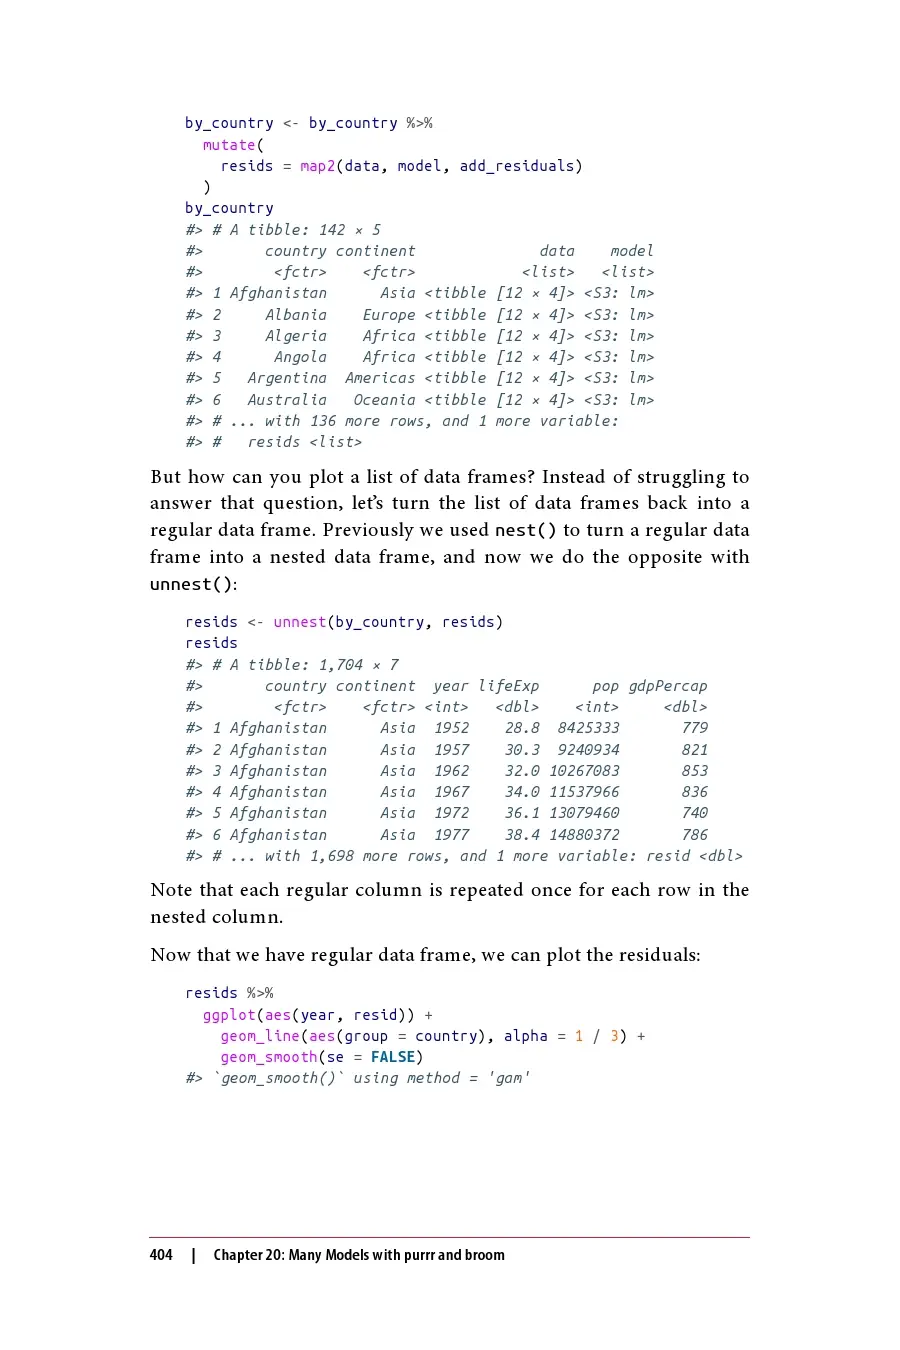 by_country <- by_country %>%
  mutate(
    resids = map2(data, model, add_residuals)
  )
by_country
#> # A tibble: 142 × 5
#>       country continent              data    model
#>        <fctr>    <fctr>            <list>   <list>
#> 1 Afghanistan      Asia <tibble [12 × 4]> <S3: lm>
#> 2     Albania    Europe <tibble [12 × 4]> <S3: lm>
#> 3     Algeria    Africa <tibble [12 × 4]> <S3: lm>
#> 4      Angola    Africa <tibble [12 × 4]> <S3: lm>
#> 5   Argentina  Americas <tibble [12 × 4]> <S3: lm>
#> 6   Australia   Oceania <tibble [12 × 4]> <S3: lm>
#> # ... with 136 more rows, and 1 more variable:
#> #   resids <list>
But how can you plot a list of data frames? Instead of struggling to
answer that question, let’s turn the list of data frames back into a
regular data frame. Previously we used nest() to turn a regular data
frame into a nested data frame, and now we do the opposite with
unnest():
resids <- unnest(by_country, resids)
resids
#> # A tibble: 1,704 × 7
#>       country continent  year lifeExp      pop gdpPercap
#>        <fctr>    <fctr> <int>   <dbl>    <int>     <dbl>
#> 1 Afghanistan      Asia  1952    28.8  8425333       779
#> 2 Afghanistan      Asia  1957    30.3  9240934       821
#> 3 Afghanistan      Asia  1962    32.0 10267083       853
#> 4 Afghanistan      Asia  1967    34.0 11537966       836
#> 5 Afghanistan      Asia  1972    36.1 13079460       740
#> 6 Afghanistan      Asia  1977    38.4 14880372       786
#> # ... with 1,698 more rows, and 1 more variable: resid <dbl>
Note that each regular column is repeated once for each row in the
nested column.
Now that we have regular data frame, we can plot the residuals:
resids %>%
  ggplot(aes(year, resid)) +
    geom_line(aes(group = country), alpha = 1 / 3) +
    geom_smooth(se = FALSE)
#> `geom_smooth()` using method = 'gam'
404 | Chapter 20: Many Models with purrr and broom